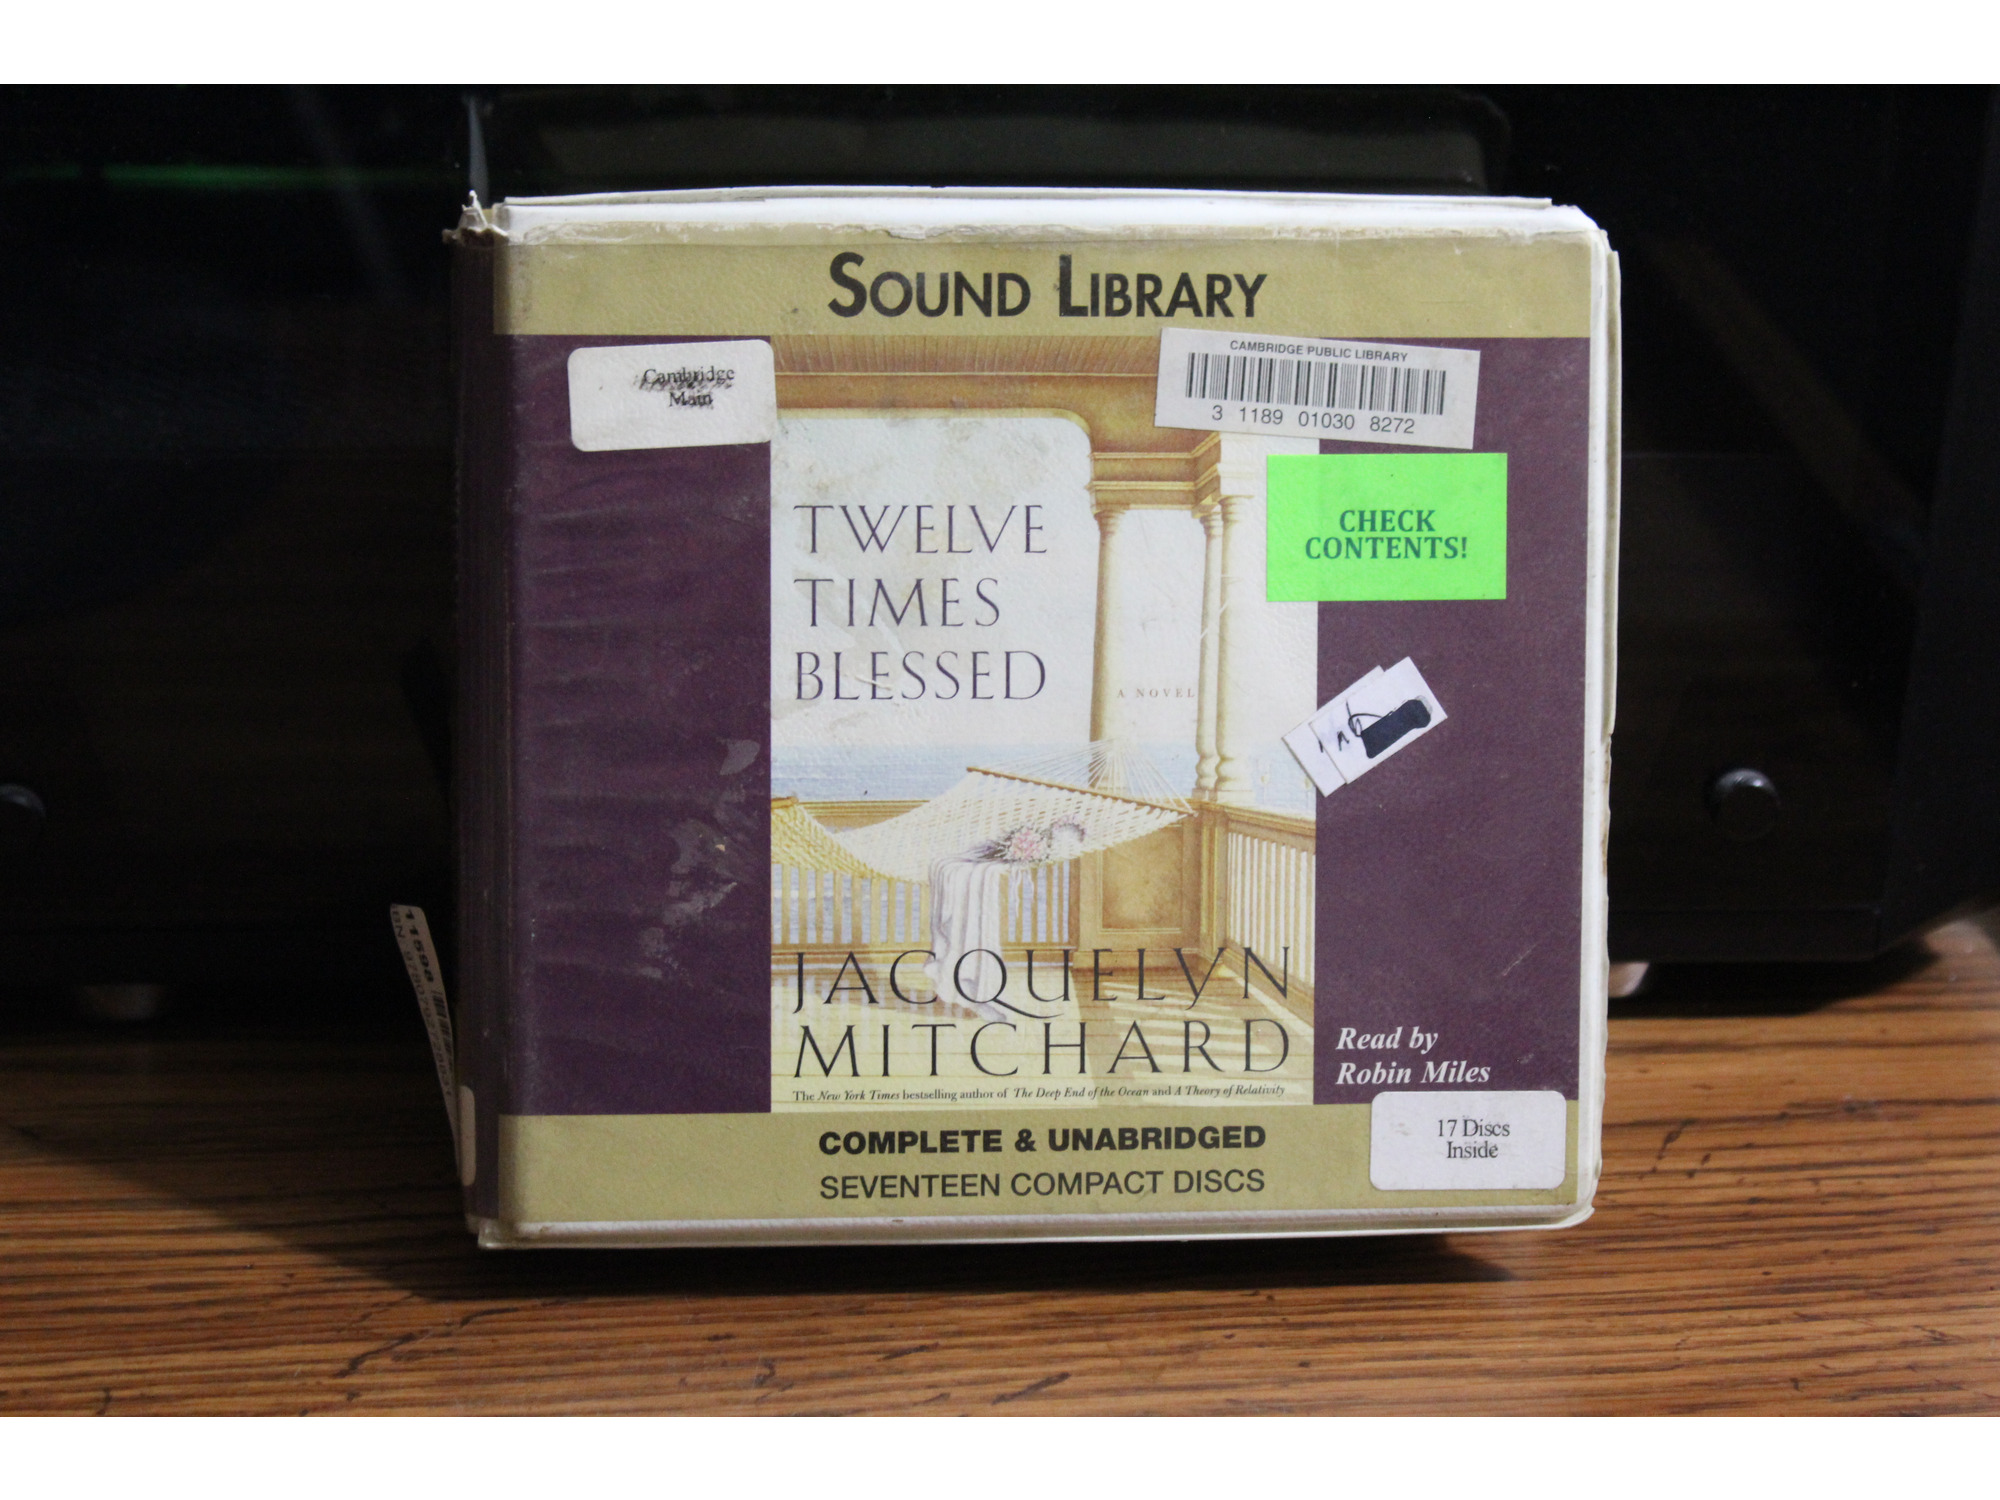 SOUND LIBRARY
Cambridge
Main
CAMBRIDGE PUBLIC LIBRARY
3 1189 01030 8272
CHECK
CONTENTS!
TWELVE
TIMES
BLESSED
A NOVEL
JACQUELYN
MITCHARD
The New York Times bestselling author of The Deep End of the Ocean and A Theory of Relativity
Read by
Robin Miles
17 Discs
Inside
COMPLETE & UNABRIDGED
SEVENTEEN COMPACT DISCS